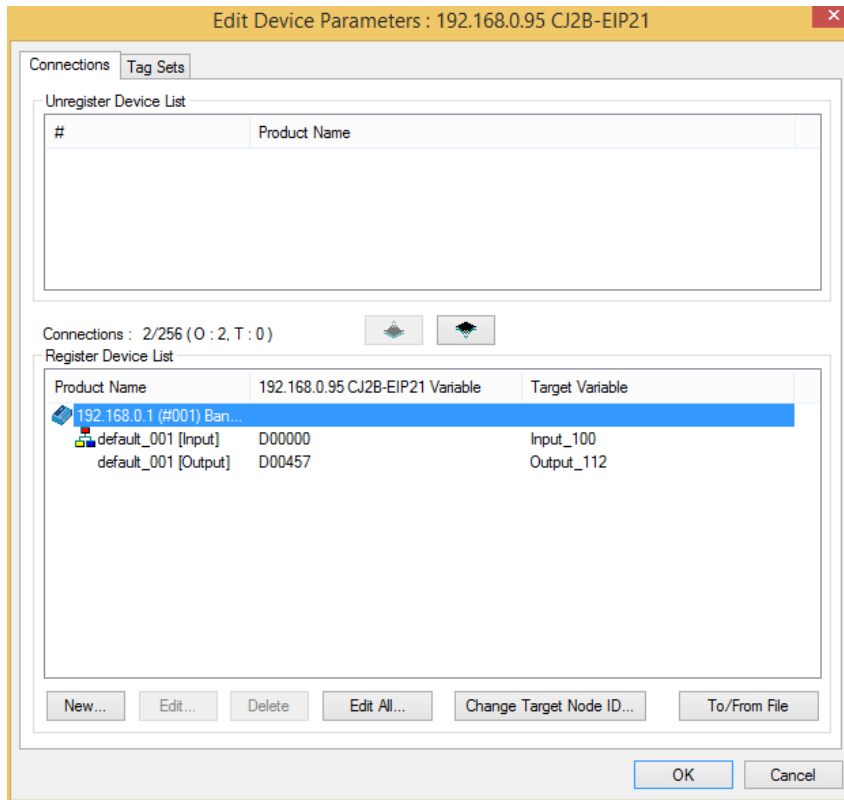 Edit Device Parameters : 192.168.0.95 CJ2B-EIP21
Connections Tag Sets
Unregister Device List
# Product Name
Connections : 2/256 ( O : 2, T : 0 )
Register Device List
Product Name 192.168.0.95 CJ2B-EIP21 Variable Target Variable
192.168.0.1 (#001) Ban...
default_001 [Input] D00000 Input_100
default_001 [Output] D00457 Output_112
New... Edit... Delete Edit All... Change Target Node ID... To/From File
OK Cancel